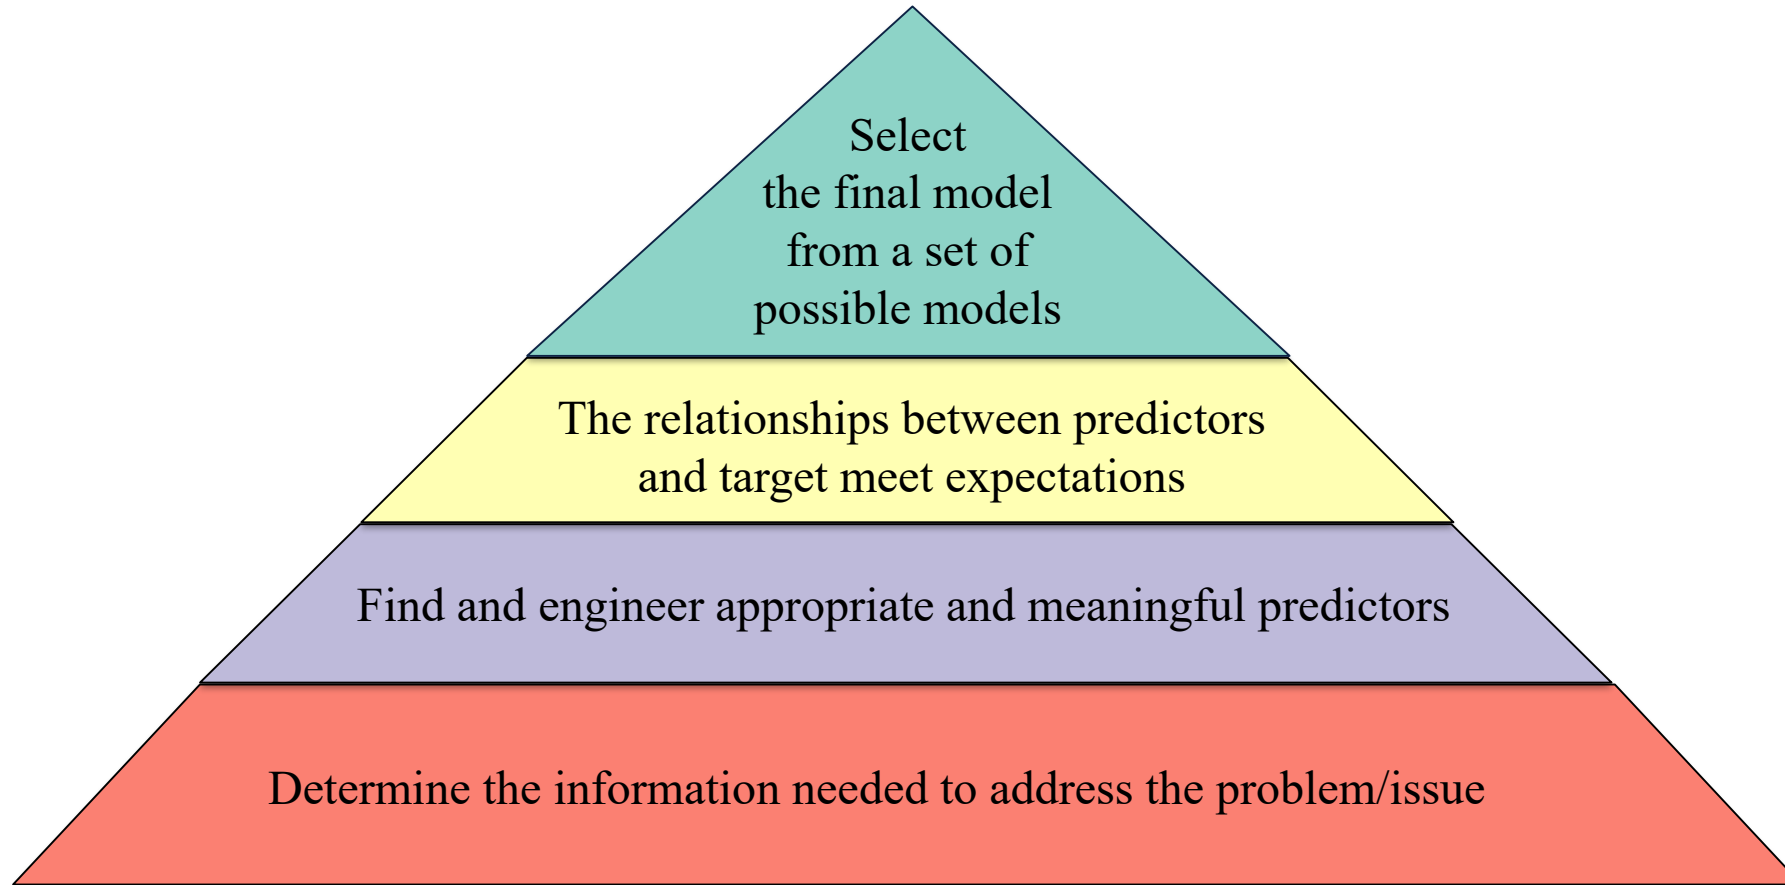 Select
the final model
from a set of
possible models
The relationships between predictors
and target meet expectations
Find and engineer appropriate and meaningful predictors
Determine the information needed to address the problem/issue